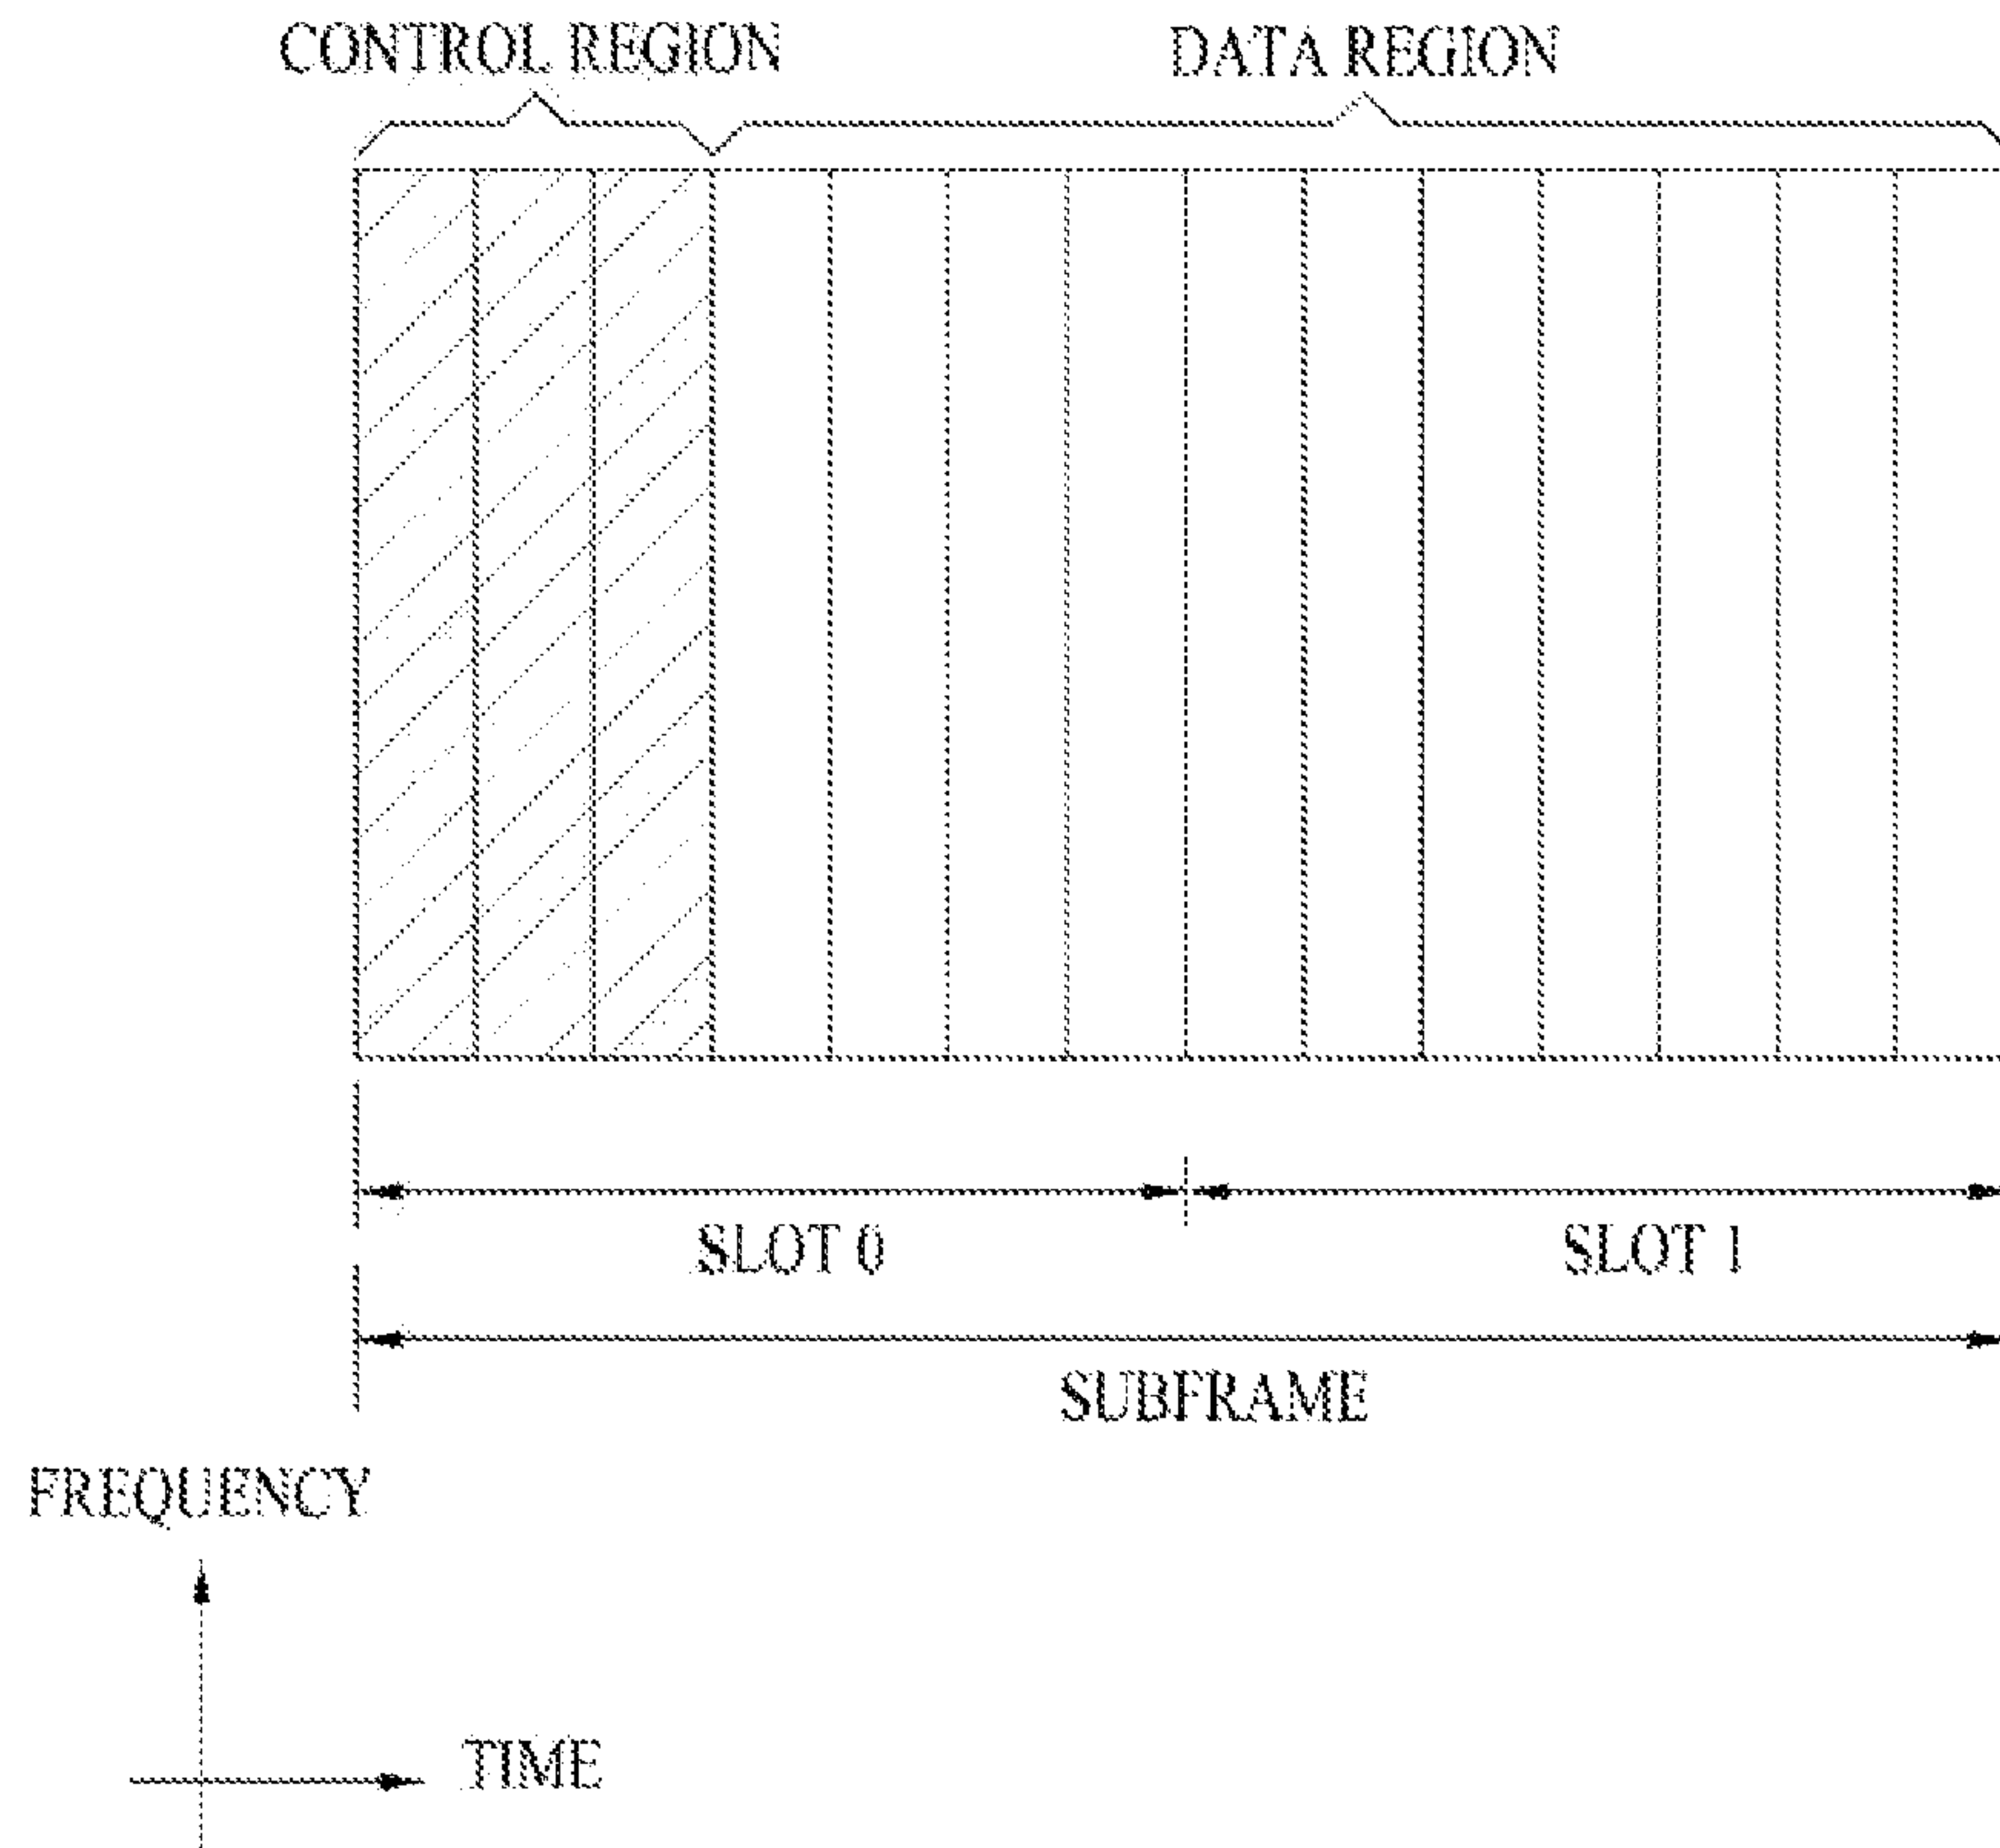 CONTROL REGION
DATA REGION
SLOT 0
SLOT 1
SUBFRAME
FREQUENCY
TIME